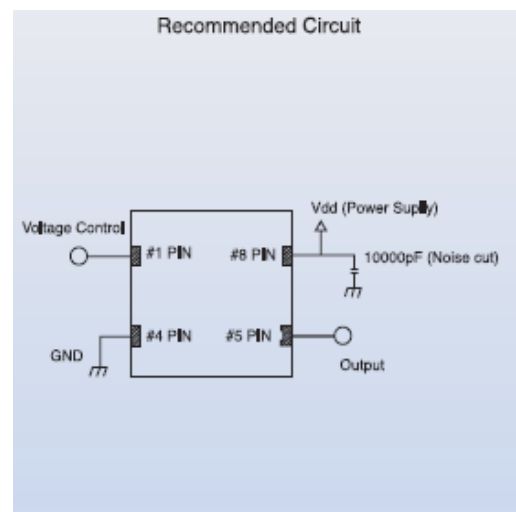 Recommended Circuit
Vdd (Power Supply)
Voltage Control
#1 PIN
#8 PIN
10000pF (Noise cut)
#4 PIN
#5 PIN
GND
Output